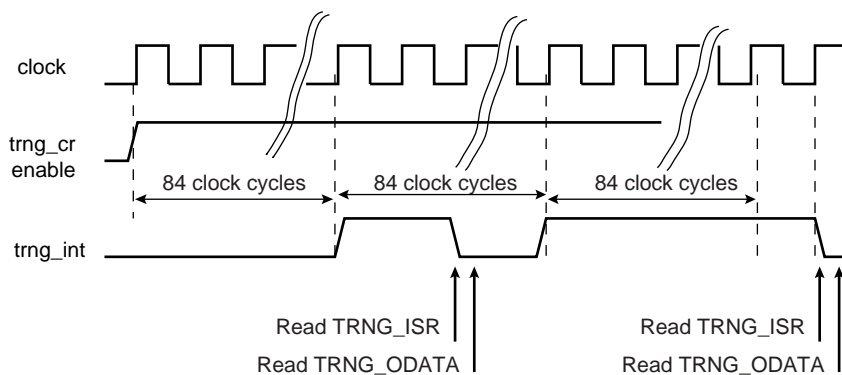 clock
trng_cr
enable
84 clock cycles
84 clock cycles
84 clock cycles
trng_int
Read TRNG_ISR
Read TRNG_ISR
Read TRNG_ODATA
Read TRNG_ODATA